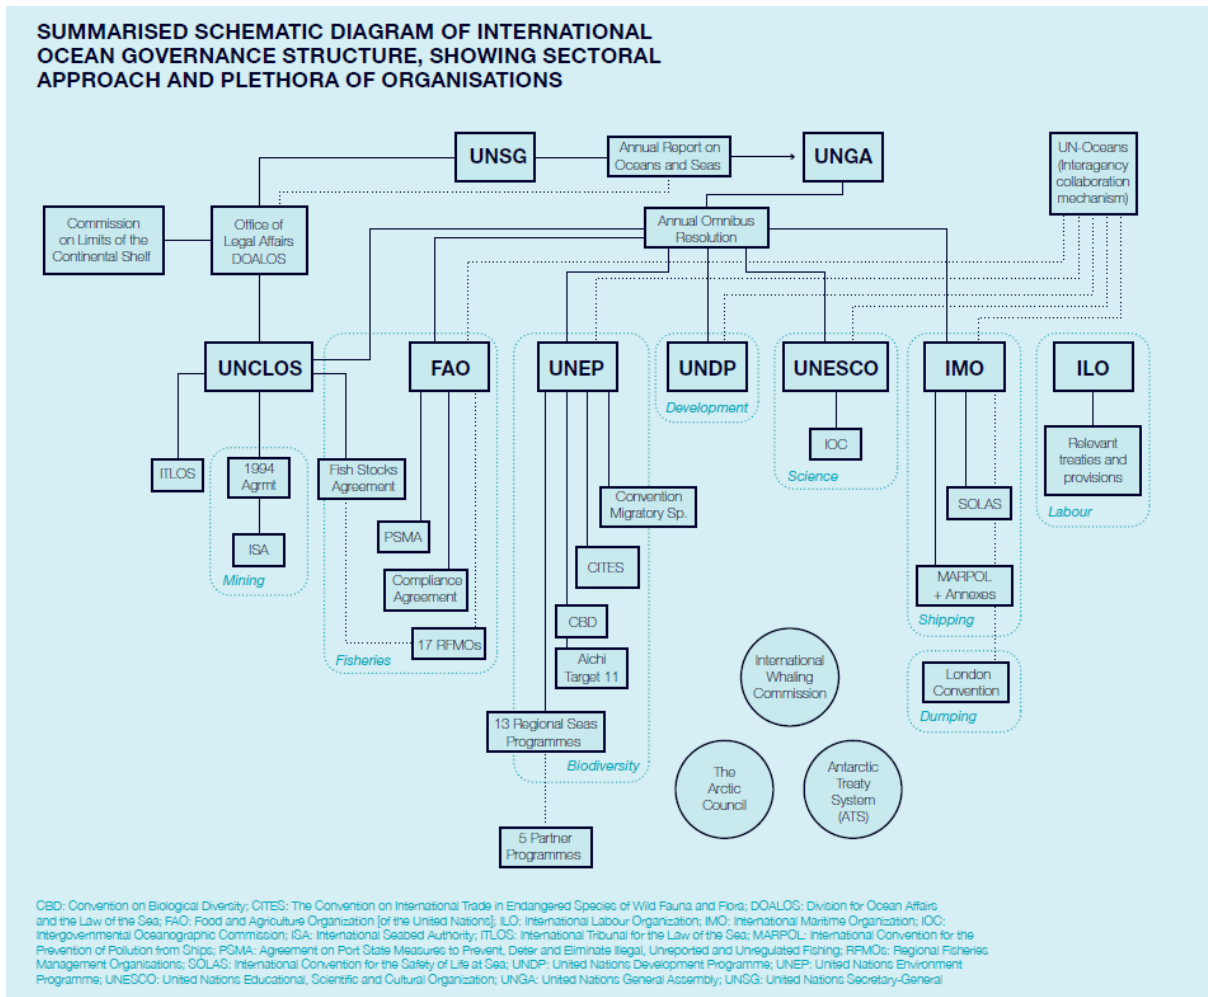 SUMMARISED SCHEMATIC DIAGRAM OF INTERNATIONAL
OCEAN GOVERNANCE STRUCTURE, SHOWING SECTORAL
APPROACH AND PLETHORA OF ORGANISATIONS
UNSG
Annual Report on
Oceans and Seas
UNGA
UN-Oceans
(Interagency
collaboration
mechanism)
Commission
on Limits of the
Continental Shelf
Office of
Legal Affairs
DOALOS
Annual Omnibus
Resolution
UNCLOS
FAO
UNEP
UNDP
UNESCO
IMO
ILO
Development
ITLOS
1994
Agrmt
ISA
Mining
Fish Stocks
Agreement
PSMA
Compliance
Agreement
17 RFMOs
Fisheries
Convention
Migratory Sp.
CITES
CBD
Aichi
Target 11
13 Regional Seas
Programmes
Biodiversity
5 Partner
Programmes
IOC
Science
SOLAS
MARPOL
+ Annexes
Shipping
London
Convention
Dumping
Relevant
treaties and
provisions
Labour
International
Whaling
Commission
The
Arctic
Council
Antarctic
Treaty
System
(ATS)
CBD: Convention on Biological Diversity; CITES: The Convention on International Trade in Endangered Species of Wild Fauna and Flora; DOALOS: Division for Ocean Affairs
and the Law of the Sea; FAO: Food and Agriculture Organization [of the United Nations]; ILO: International Labour Organization; IMO: International Maritime Organization; IOC:
Intergovernmental Oceanographic Commission; ISA: International Seabed Authority; ITLOS: International Tribunal for the Law of the Sea; MARPOL: International Convention for the
Prevention of Pollution from Ships; PSMA: Agreement on Port State Measures to Prevent, Deter and Eliminate Illegal, Unreported and Unregulated Fishing; RFMOs: Regional Fisheries
Management Organisations; SOLAS: International Convention for the Safety of Life at Sea; UNDP: United Nations Development Programme; UNEP: United Nations Environment
Programme; UNESCO: United Nations Educational, Scientific and Cultural Organization; UNGA: United Nations General Assembly; UNSG: United Nations Secretary-General